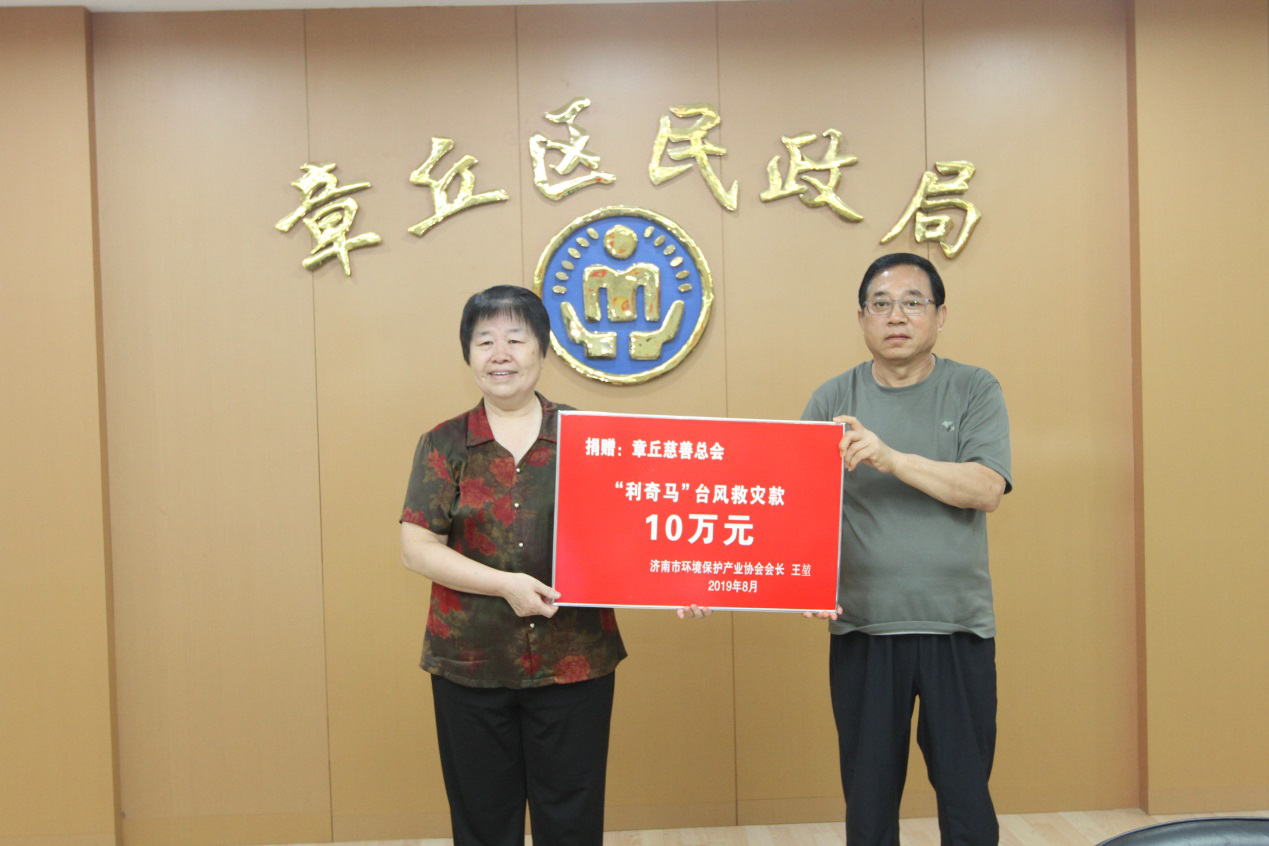 章丘区民政局
捐赠：章丘慈善总会
“利奇马”台风救灾款
10万元
济南市环境保护产业协会会长 王堃
2019年8月